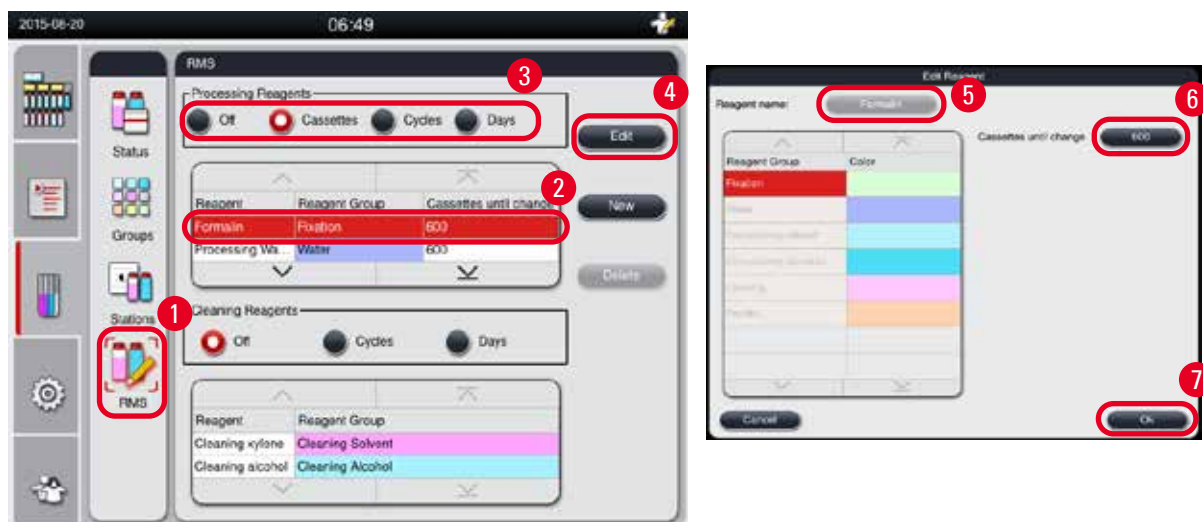 2015-08-20 06:49
RMS
Processing Reagents 3
Off Cassettes Cycles Days
4
Edit
Status
Reagent Reagent Group Cassettes until change
2
New
Formalin Fixation 600
Processing Wa... Water 600
Groups
Delete
Stations
1
Cleaning Reagents
Off Cycles Days
RMS
Reagent Reagent Group
Cleaning xylene Cleaning Solvent
Cleaning alcohol Cleaning Alcohol
Edit Reagent
Reagent name: Formalin 5
6
Cassettes until change 600
Reagent Group Color
Fixation
7
Cancel Ok